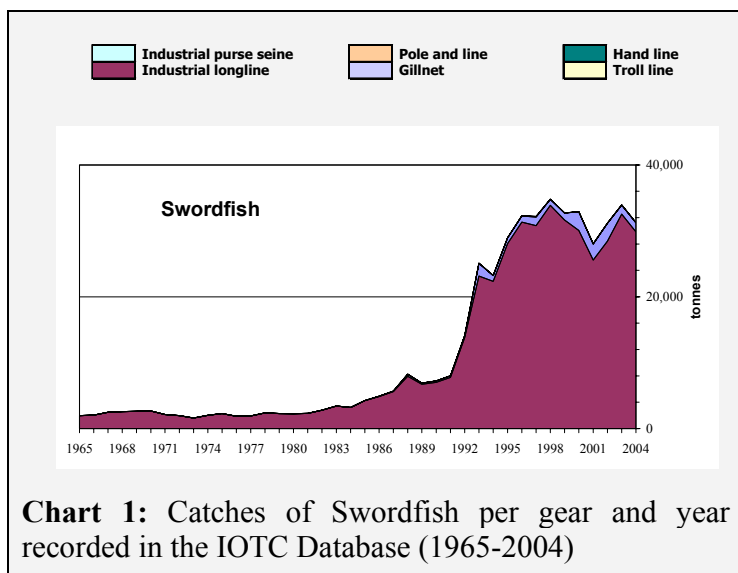 Industrial purse seine Pole and line Hand line
Industrial longline Gillnet Troll line
Swordfish
40,000
20,000
0
tonnes
1965 1968 1971 1974 1977 1980 1983 1986 1989 1992 1995 1998 2001 2004
Chart 1: Catches of Swordfish per gear and year
recorded in the IOTC Database (1965-2004)